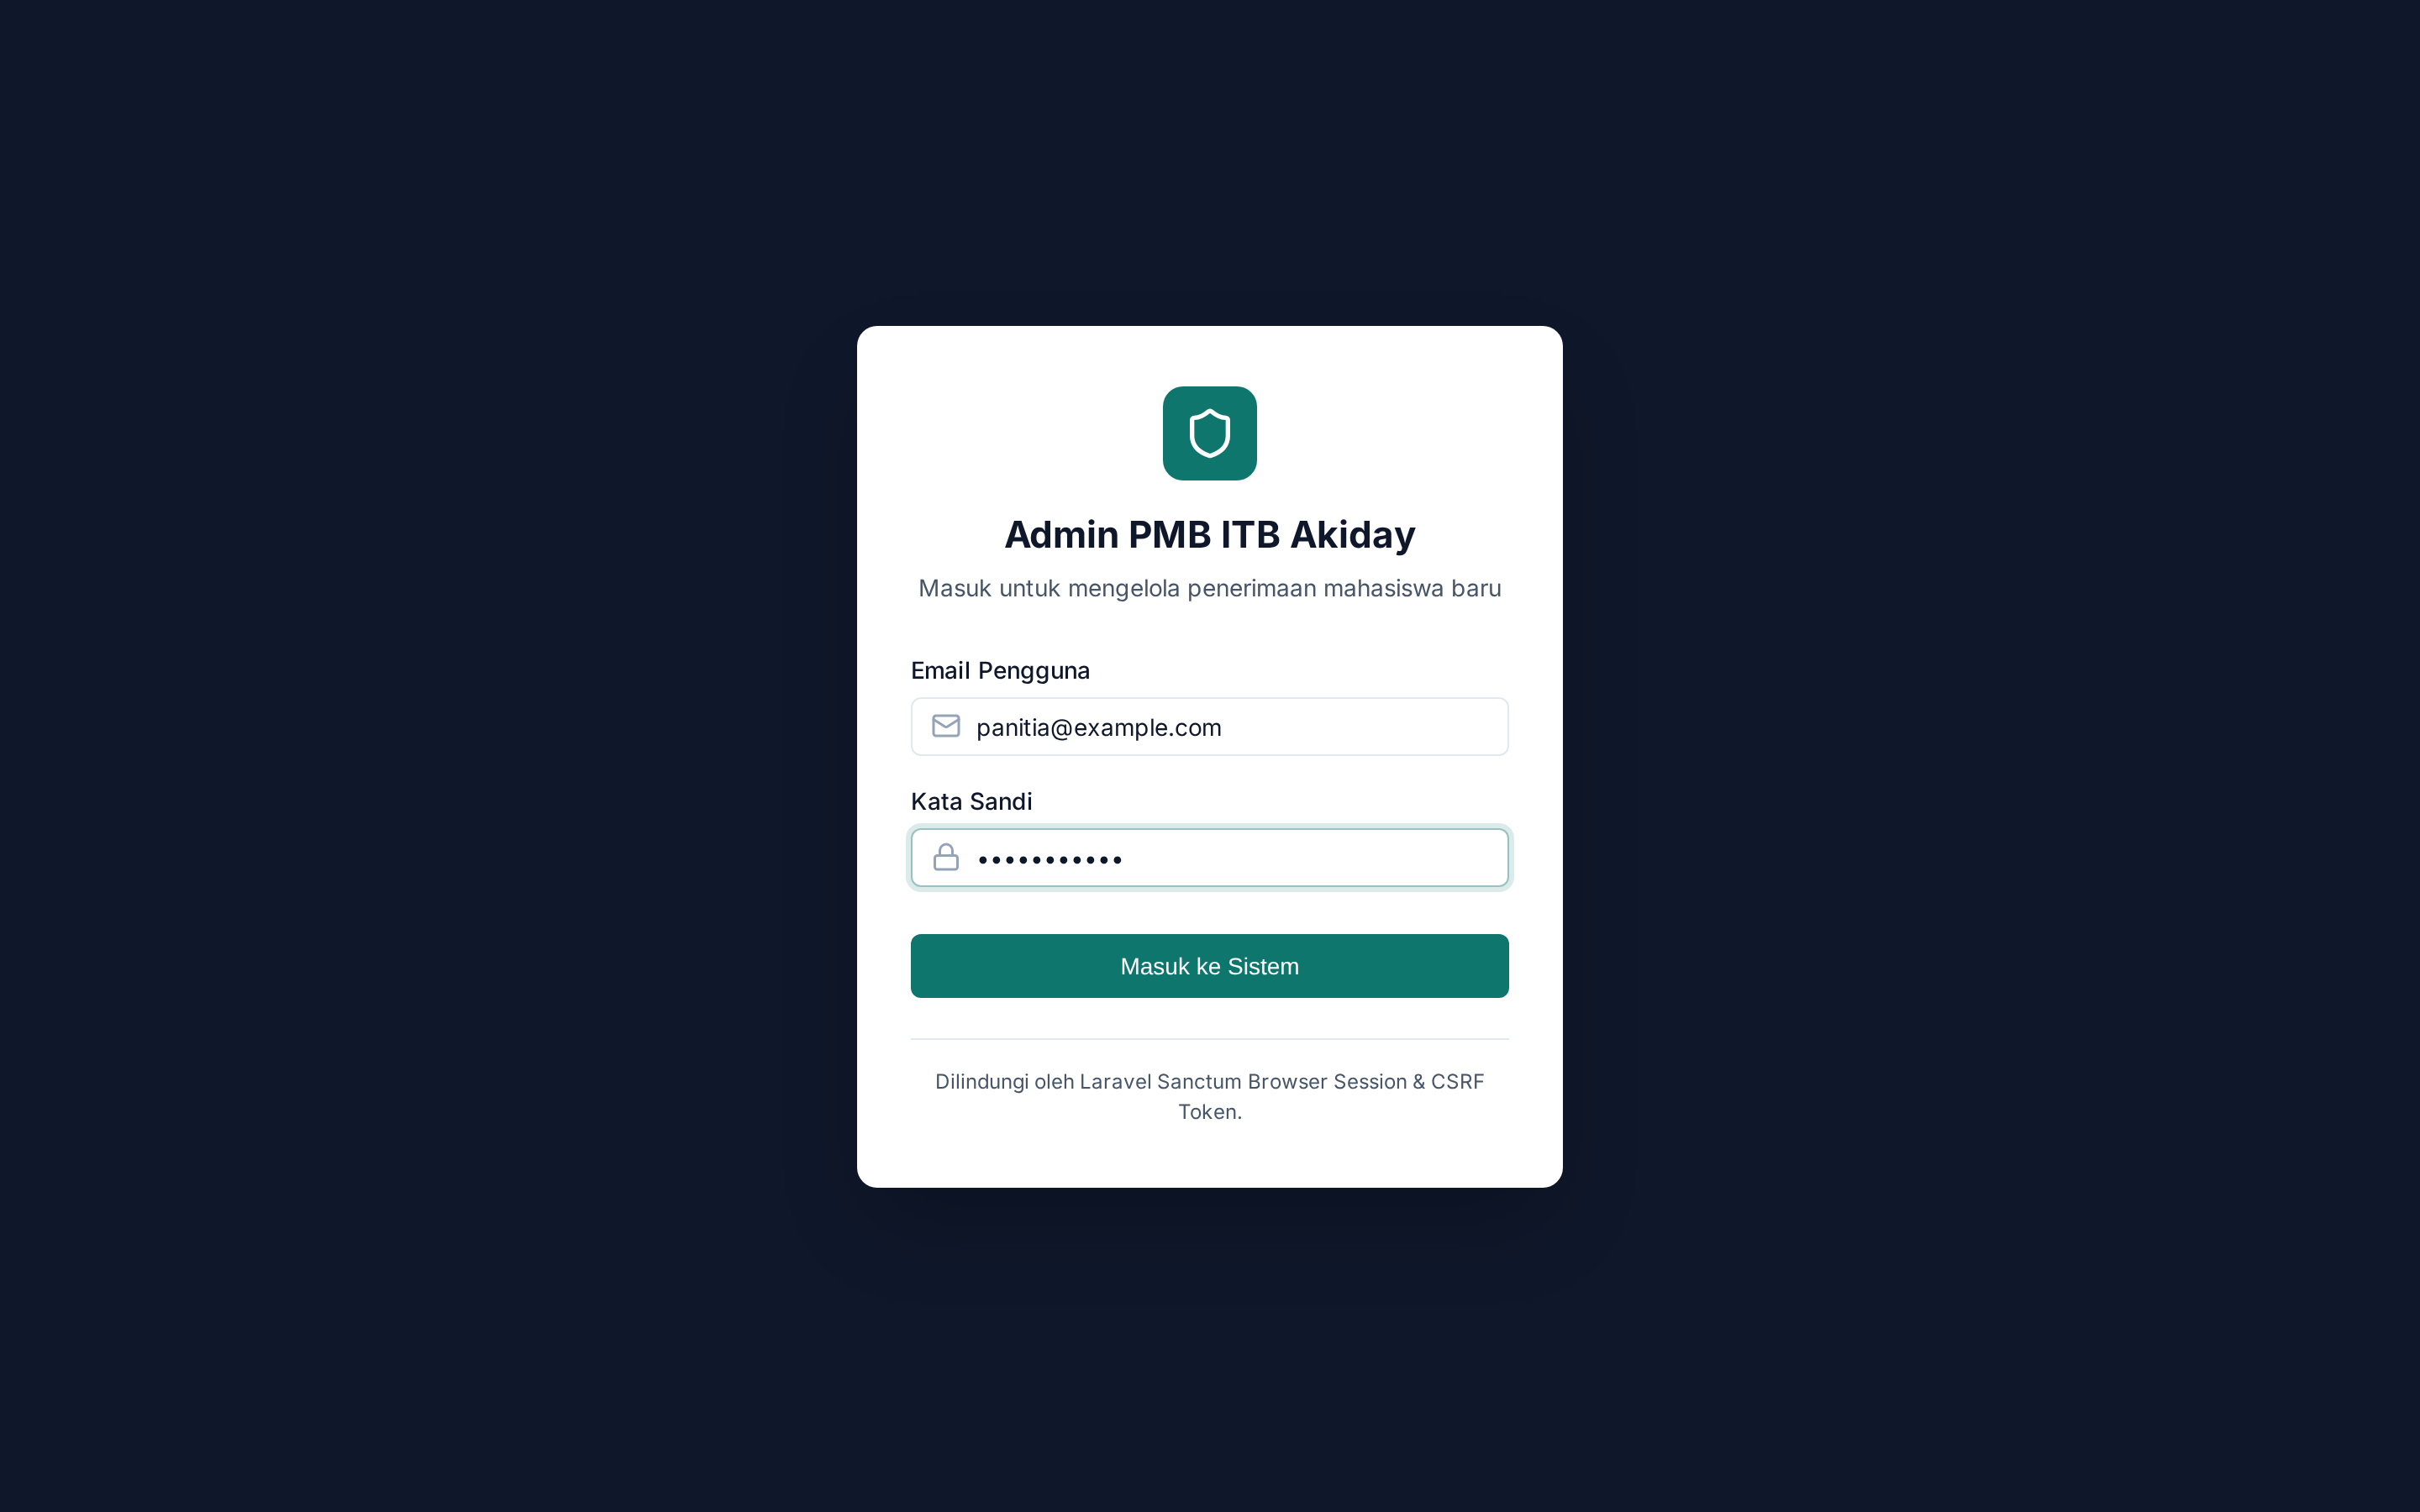 Admin PMB ITB Akiday
Masuk untuk mengelola penerimaan mahasiswa baru
Email Pengguna
panitia@example.com
Kata Sandi
•••••••••••
Masuk ke Sistem
Dilindungi oleh Laravel Sanctum Browser Session & CSRF
Token.